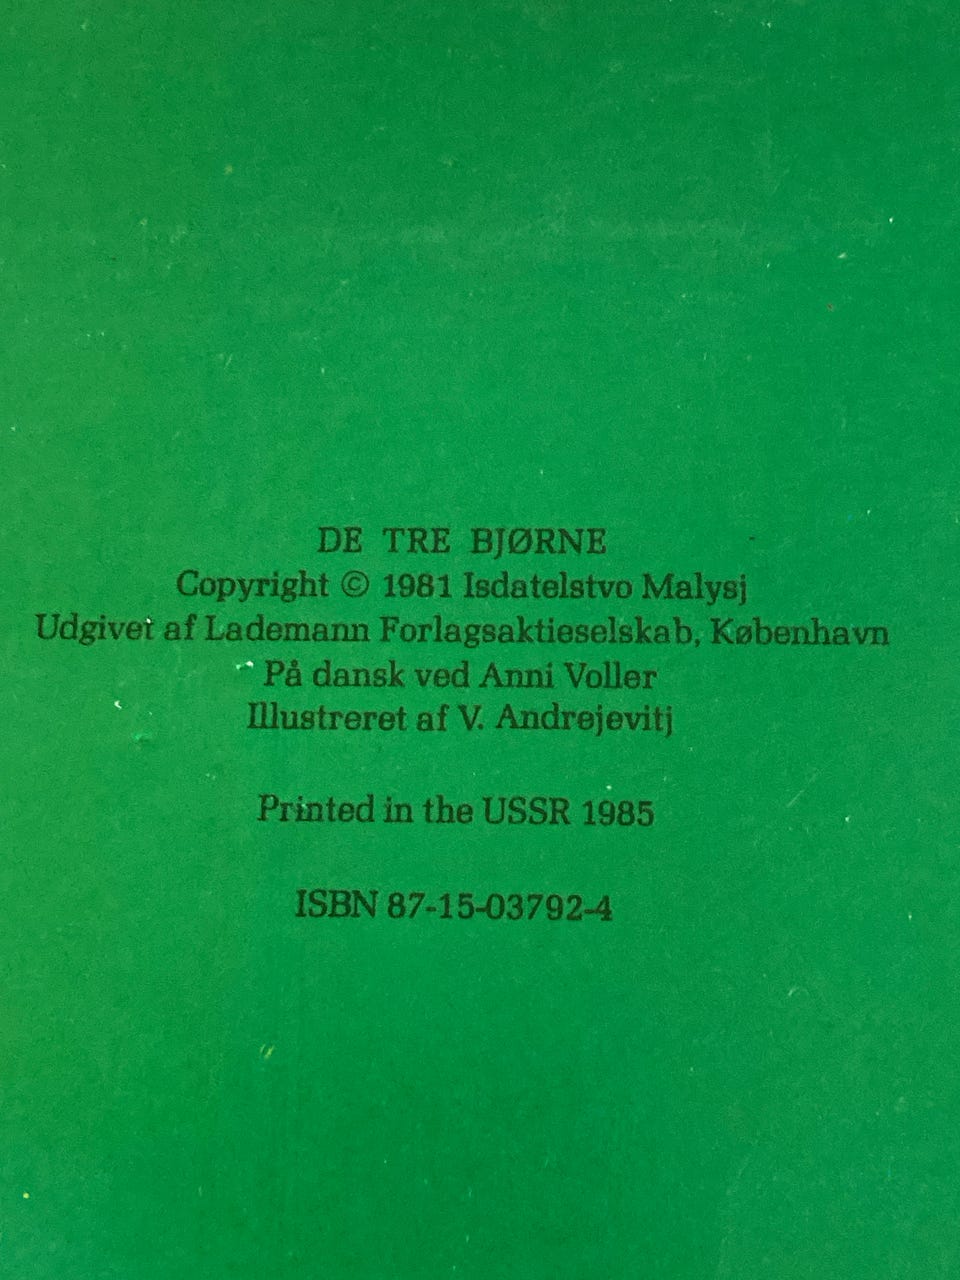 DE TRE BJØRNE
Copyright © 1981 Isdatelstvo Malysj
Udgivet af Lademann Forlagsaktieselskab, København
På dansk ved Anni Voller
Illustreret af V. Andrejevitj
Printed in the USSR 1985
ISBN 87-15-03792-4